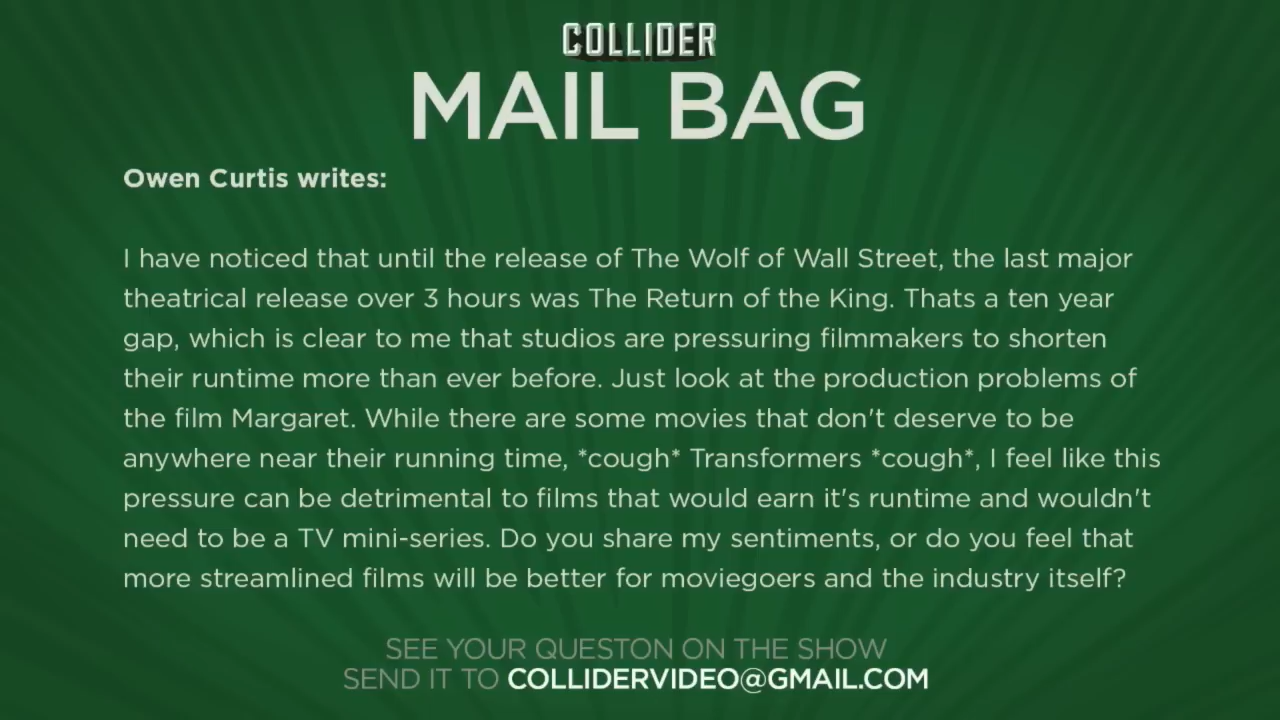 COLLIDER
MAIL BAG
Owen Curtis writes:
I have noticed that until the release of The Wolf of Wall Street, the last major
theatrical release over 3 hours was The Return of the King. Thats a ten year
gap, which is clear to me that studios are pressuring filmmakers to shorten
their runtime more than ever before. Just look at the production problems of
the film Margaret. While there are some movies that don't deserve to be
anywhere near their running time, *cough* Transformers *cough*, I feel like this
pressure can be detrimental to films that would earn it's runtime and wouldn't
need to be a TV mini-series. Do you share my sentiments, or do you feel that
more streamlined films will be better for moviegoers and the industry itself?
SEE YOUR QUESTON ON THE SHOW
SEND IT TO COLLIDERVIDEO@GMAIL.COM